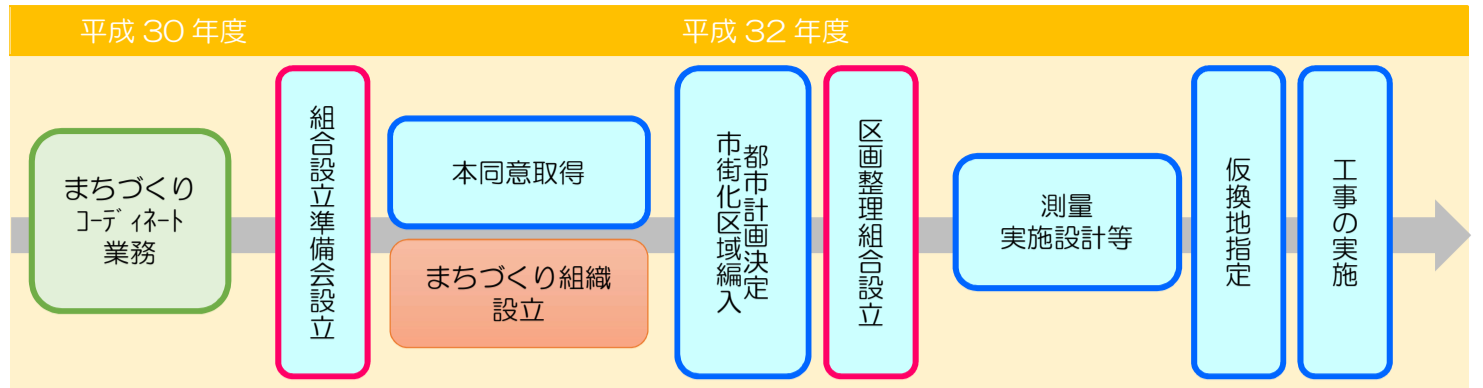 平成 30 年度
平成 32 年度
まちづくり
ｺｰﾃﾞｨﾈｰﾄ
業務
組合設立準備会設立
本同意取得
まちづくり組織
設立
都市計画決定
市街化区域編入
区画整理組合設立
測量
実施設計等
仮換地指定
工事の実施